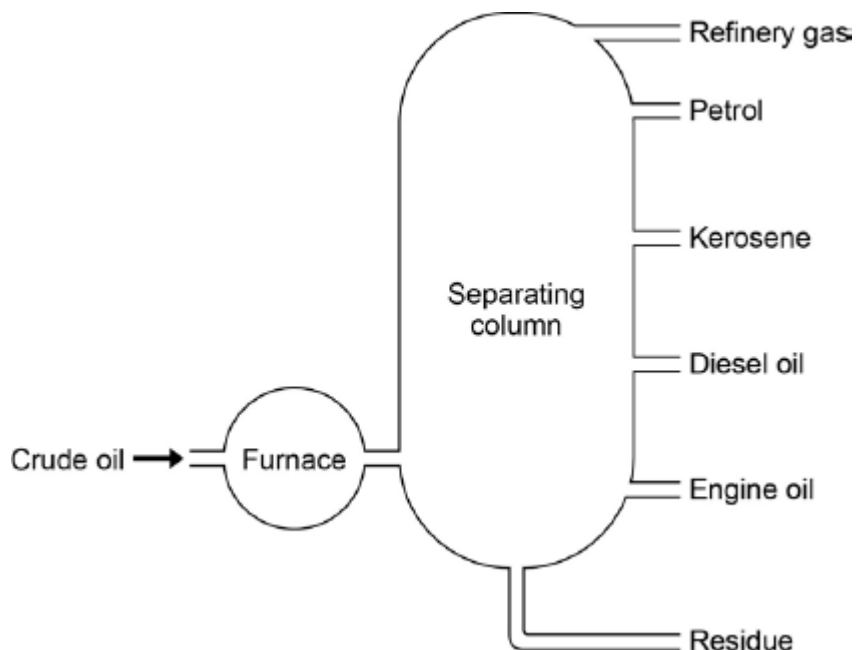 Refinery gas
Petrol
Kerosene
Separating
column
Diesel oil
Crude oil
Furnace
Engine oil
Residue